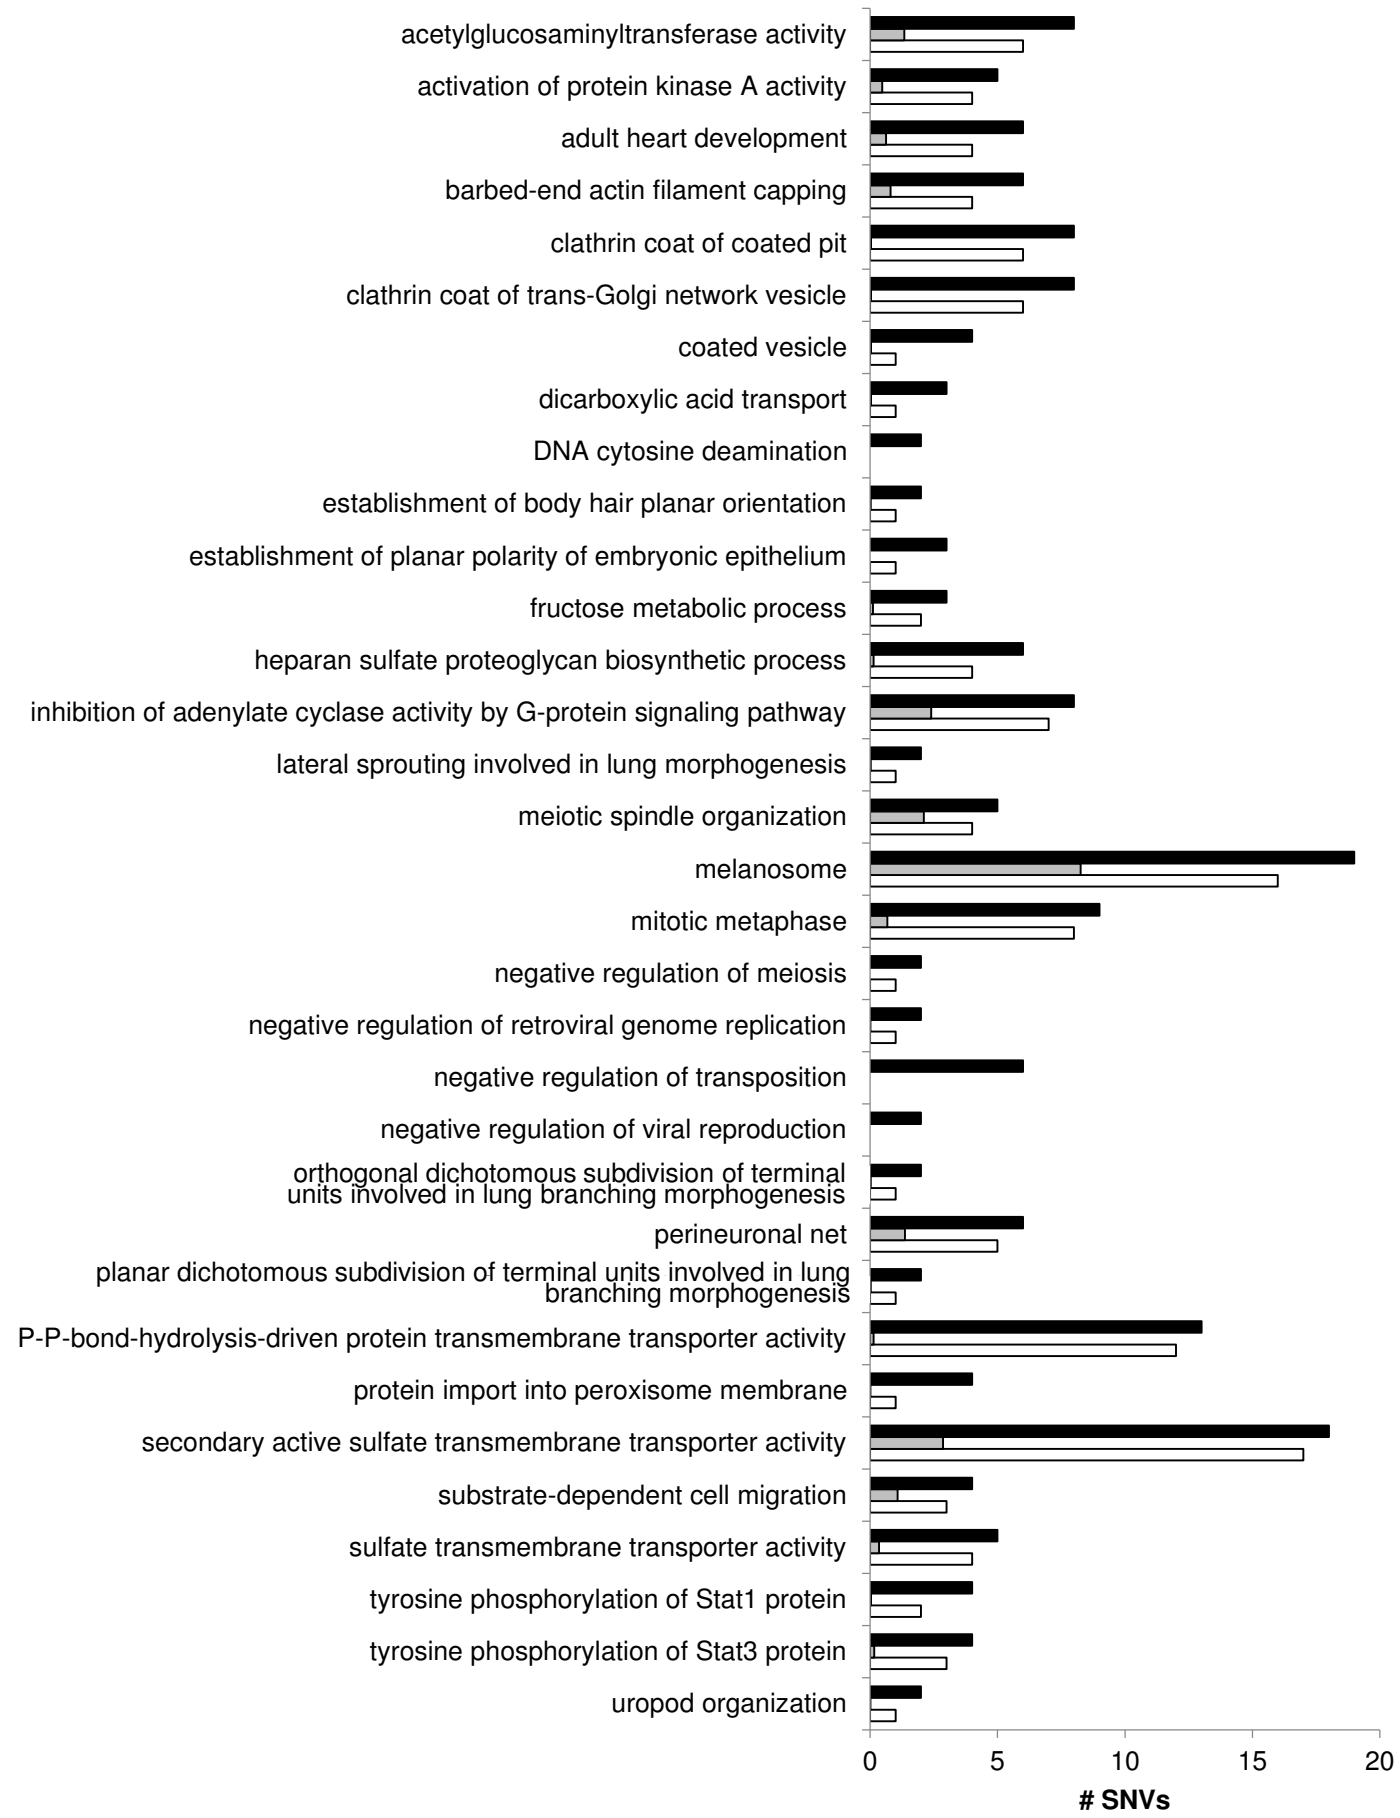 acetylglucosaminyltransferase activity
activation of protein kinase A activity
adult heart development
barbed-end actin filament capping
clathrin coat of coated pit
clathrin coat of trans-Golgi network vesicle
coated vesicle
dicarboxylic acid transport
DNA cytosine deamination
establishment of body hair planar orientation
establishment of planar polarity of embryonic epithelium
fructose metabolic process
heparan sulfate proteoglycan biosynthetic process
inhibition of adenylate cyclase activity by G-protein signaling pathway
lateral sprouting involved in lung morphogenesis
meiotic spindle organization
melanosome
mitotic metaphase
negative regulation of meiosis
negative regulation of retroviral genome replication
negative regulation of transposition
negative regulation of viral reproduction
orthogonal dichotomous subdivision of terminal
units involved in lung branching morphogenesis
perineuronal net
planar dichotomous subdivision of terminal units involved in lung
branching morphogenesis
P-P-bond-hydrolysis-driven protein transmembrane transporter activity
protein import into peroxisome membrane
secondary active sulfate transmembrane transporter activity
substrate-dependent cell migration
sulfate transmembrane transporter activity
tyrosine phosphorylation of Stat1 protein
tyrosine phosphorylation of Stat3 protein
uropod organization
0 5 10 15 20
# SNVs